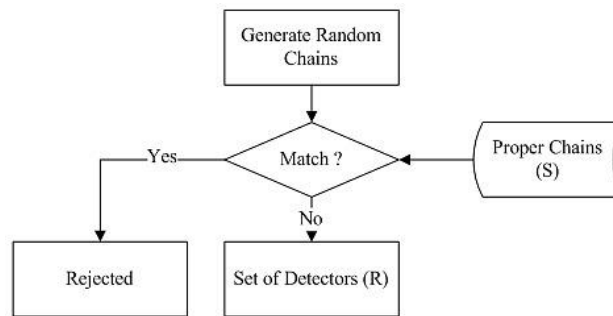 Generate Random
Chains
Yes
Match ?
Proper Chains
(S)
No
Rejected
Set of Detectors (R)